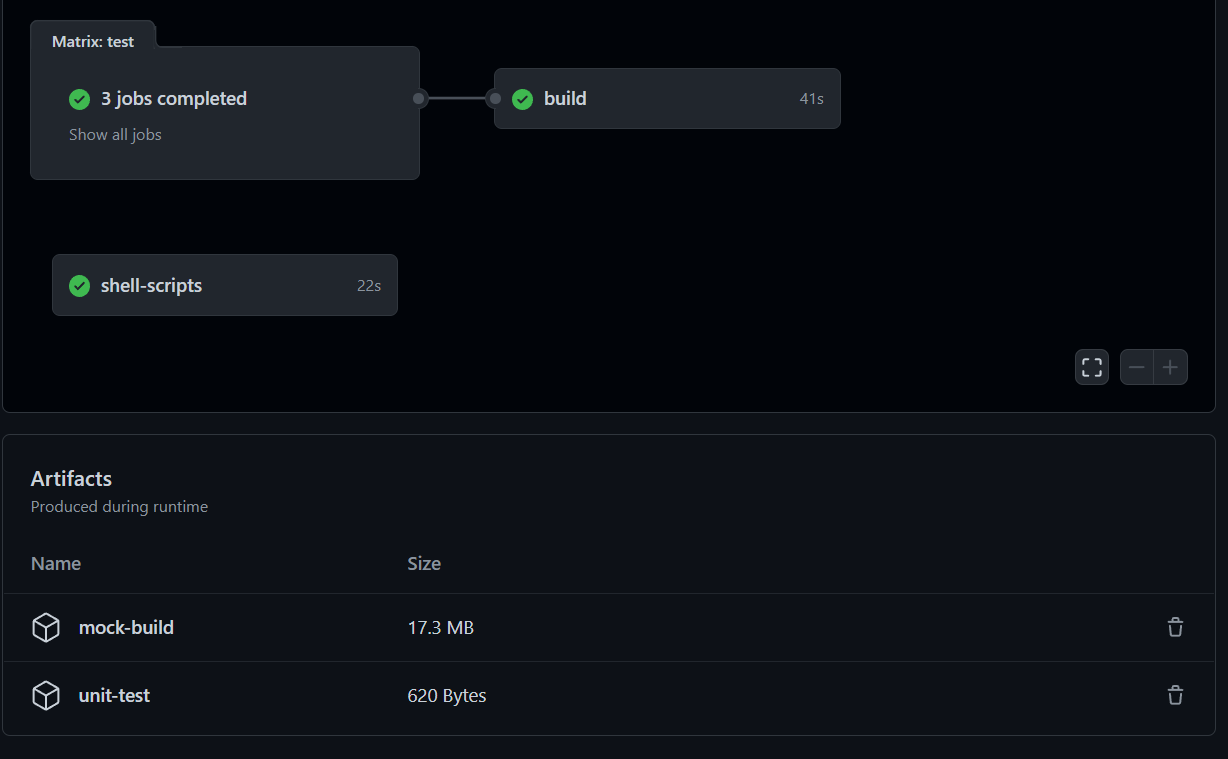 Matrix: test
3 jobs completed
Show all jobs
build 41s
shell-scripts 22s
Artifacts
Produced during runtime
Name Size
mock-build 17.3 MB
unit-test 620 Bytes